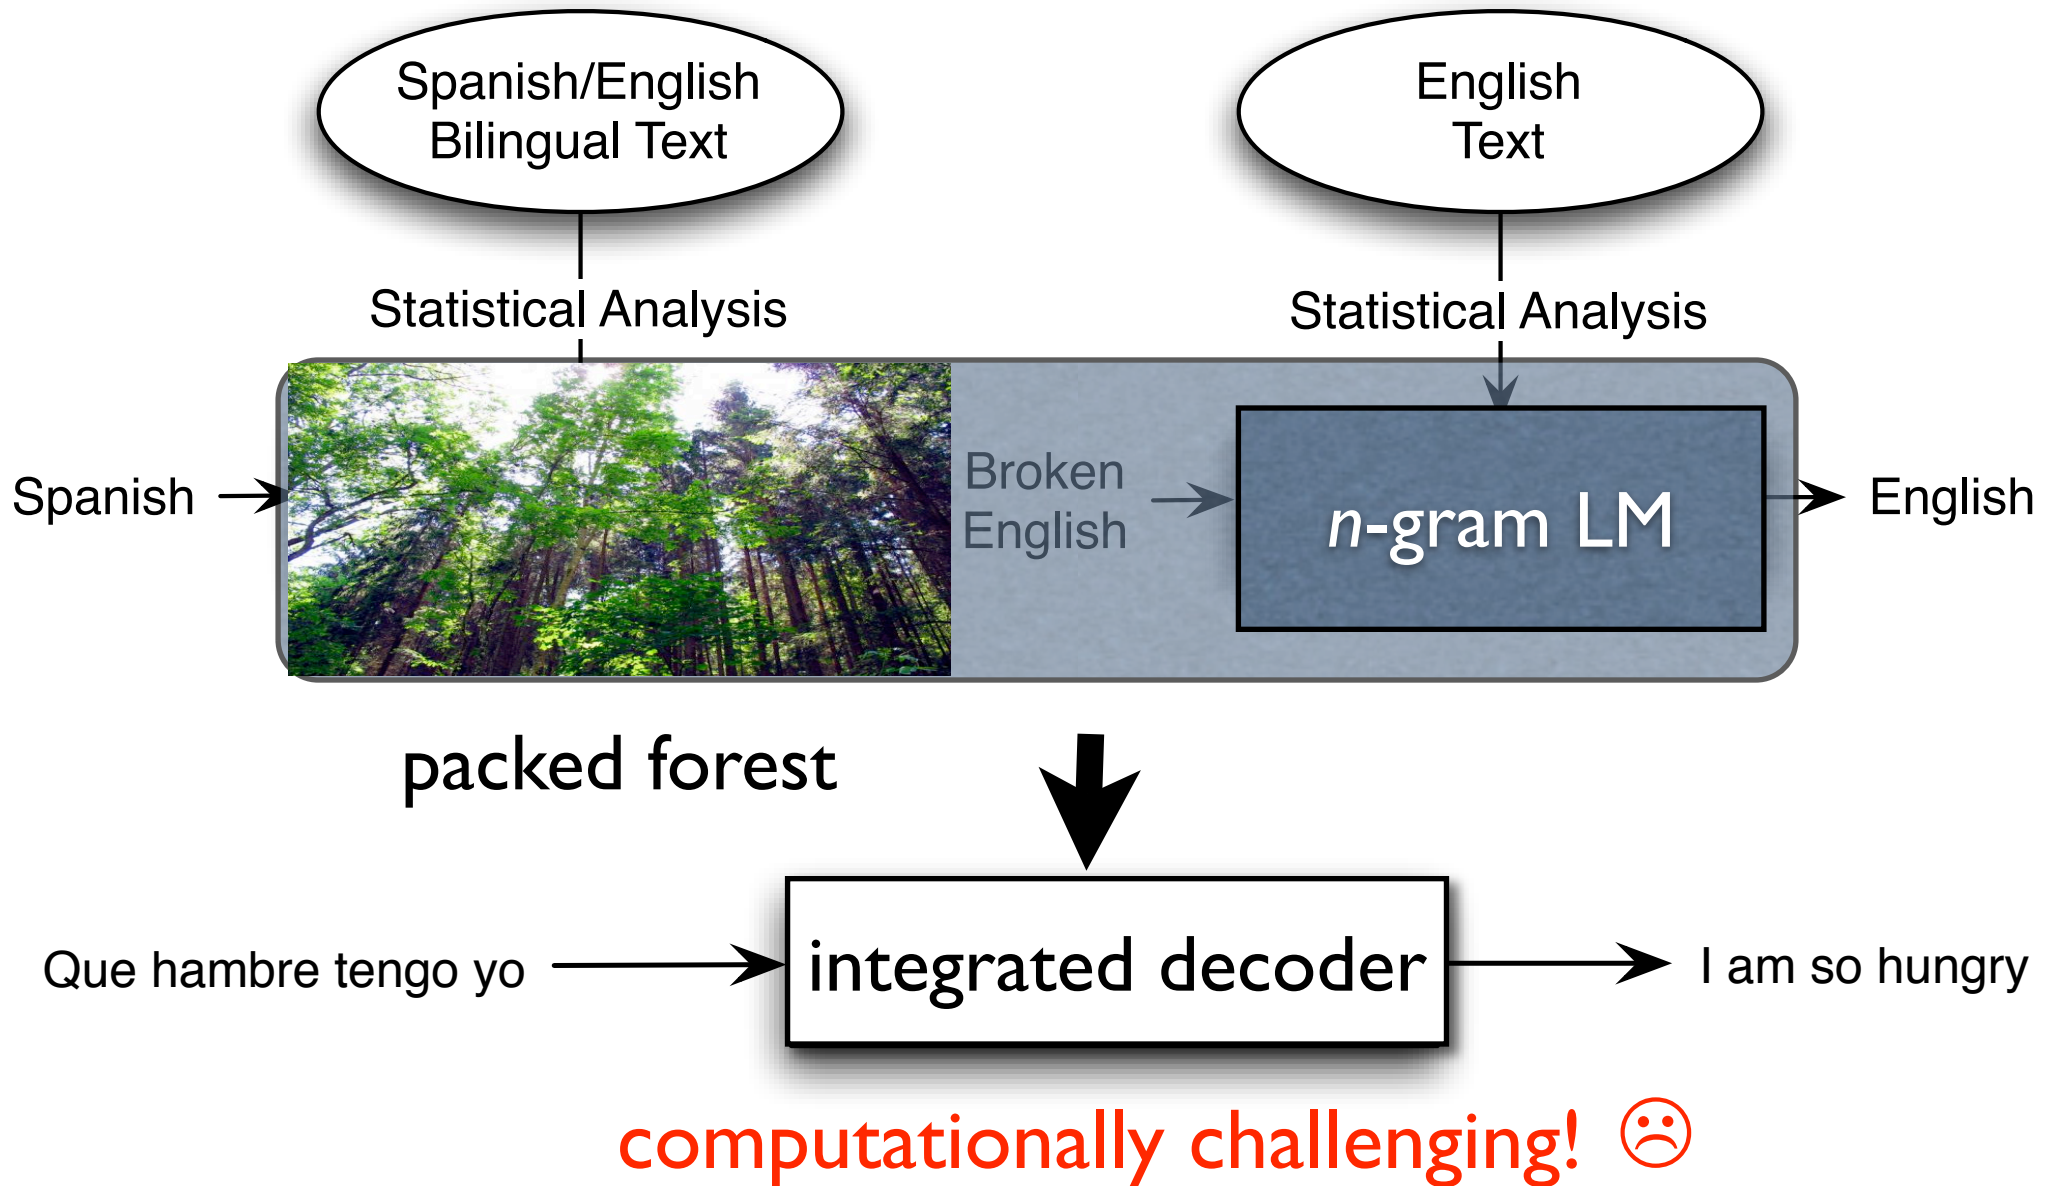 Spanish/English
Bilingual Text
English
Text
Statistical Analysis
Statistical Analysis
Spanish
Broken
English
n-gram LM
English
packed forest
Que hambre tengo yo
integrated decoder
I am so hungry
computationally challenging! ☹